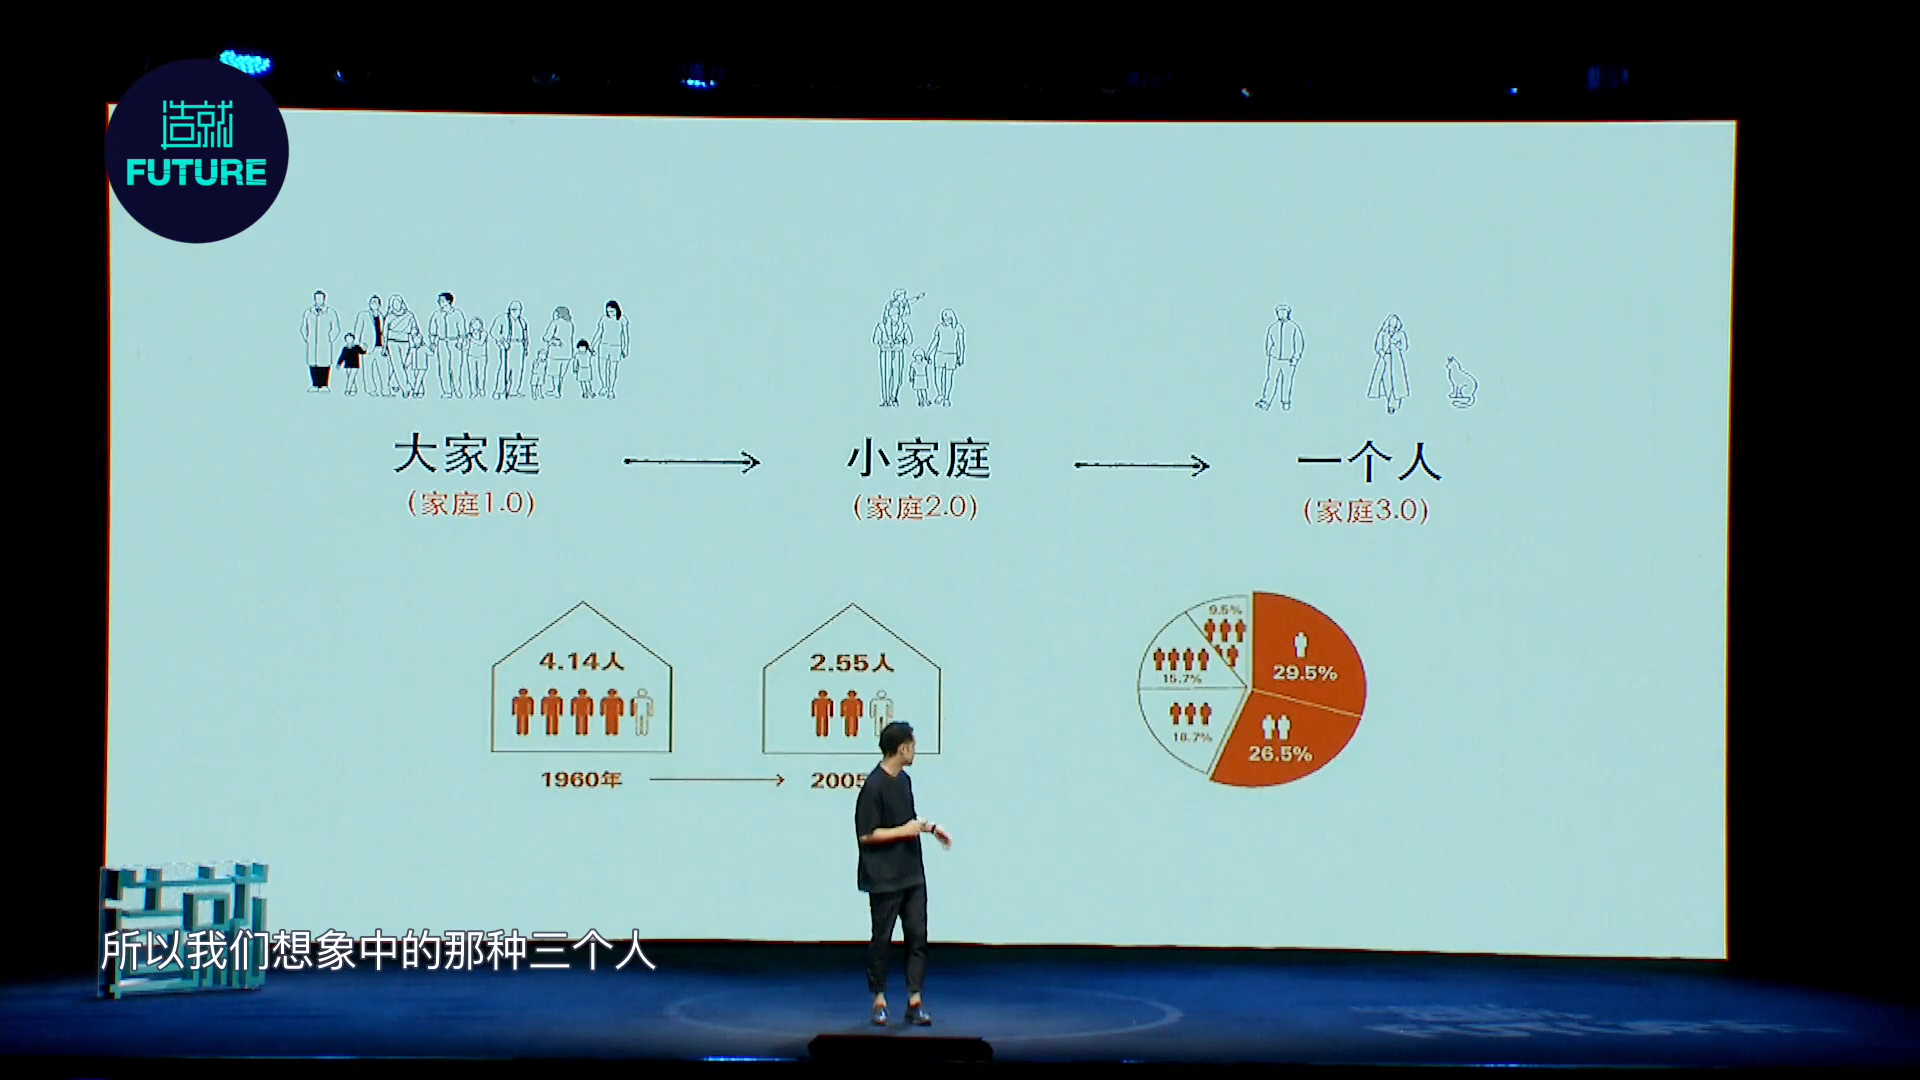 造就
FUTURE
大家庭
小家庭
一个人
(家庭1.0)
(家庭2.0)
(家庭3.0)
4.14人
2.55人
1960年
2005
9.5%
29.5%
15.7%
18.7%
26.5%
造就
所以我们想象中的那种三个人